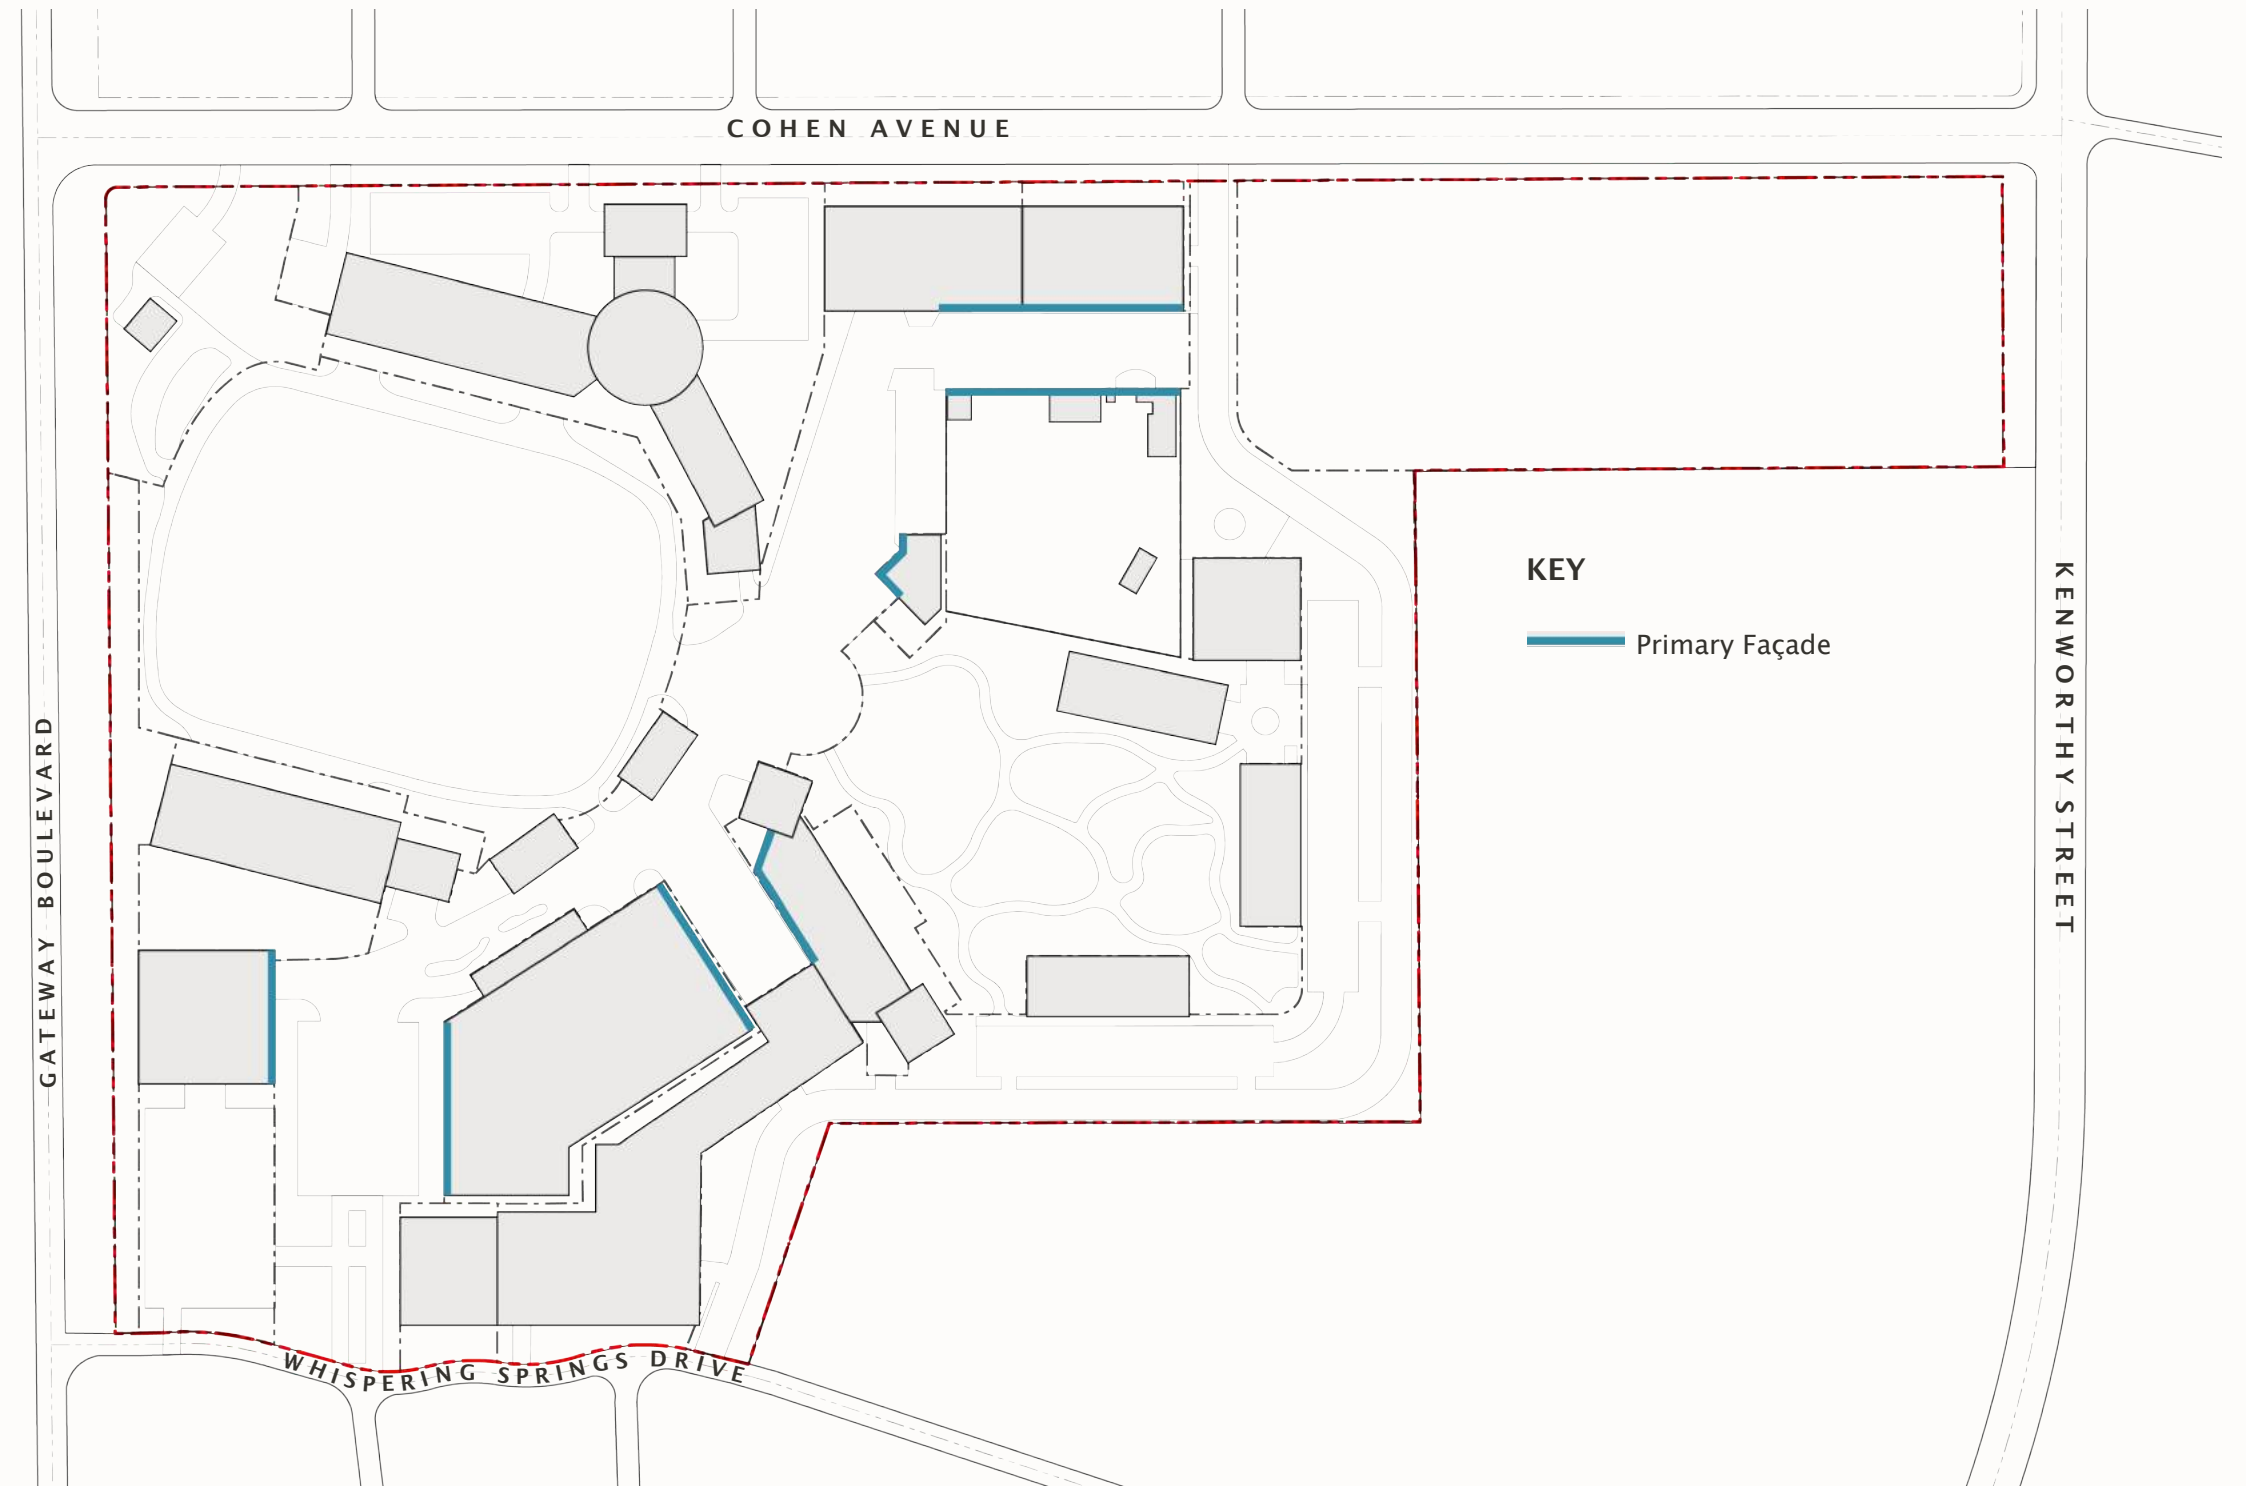 COHEN AVENUE
KEY
Primary Façade
KENWORTHY STREET
GATEWAY BOULEVARD
WHISPERING SPRINGS DRIVE